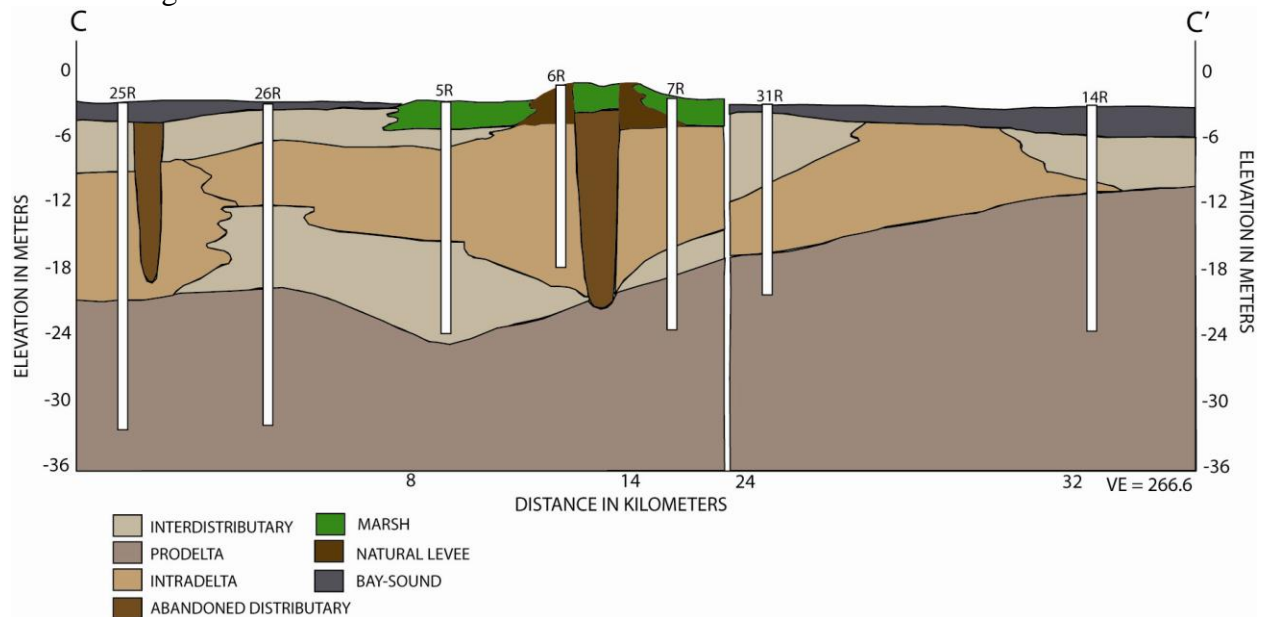 C
C'
0
-6
-12
-18
-24
-30
-36
ELEVATION IN METERS
25R
26R
5R
6R
7R
31R
14R
0
-6
-12
-18
-24
-30
-36
ELEVATION IN METERS
8
14
24
32
VE = 266.6
DISTANCE IN KILOMETERS
INTERDISTRIBUTARY
PRODELTA
INTRADELTA
ABANDONED DISTRIBUTARY
MARSH
NATURAL LEVEE
BAY-SOUND